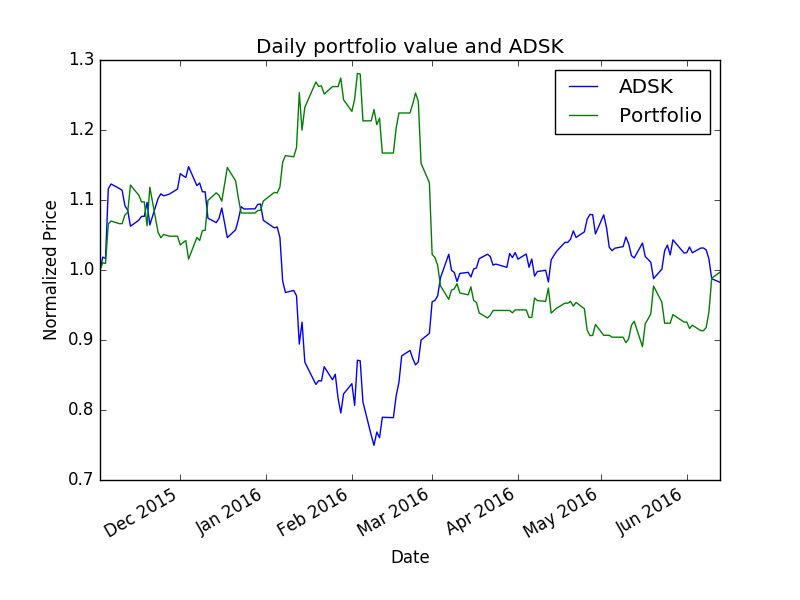 Daily portfolio value and ADSK
1.3
1.2
1.1
1.0
0.9
0.8
0.7
Normalized Price
ADSK
Portfolio
Dec 2015
Jan 2016
Feb 2016
Mar 2016
Apr 2016
May 2016
Jun 2016
Date